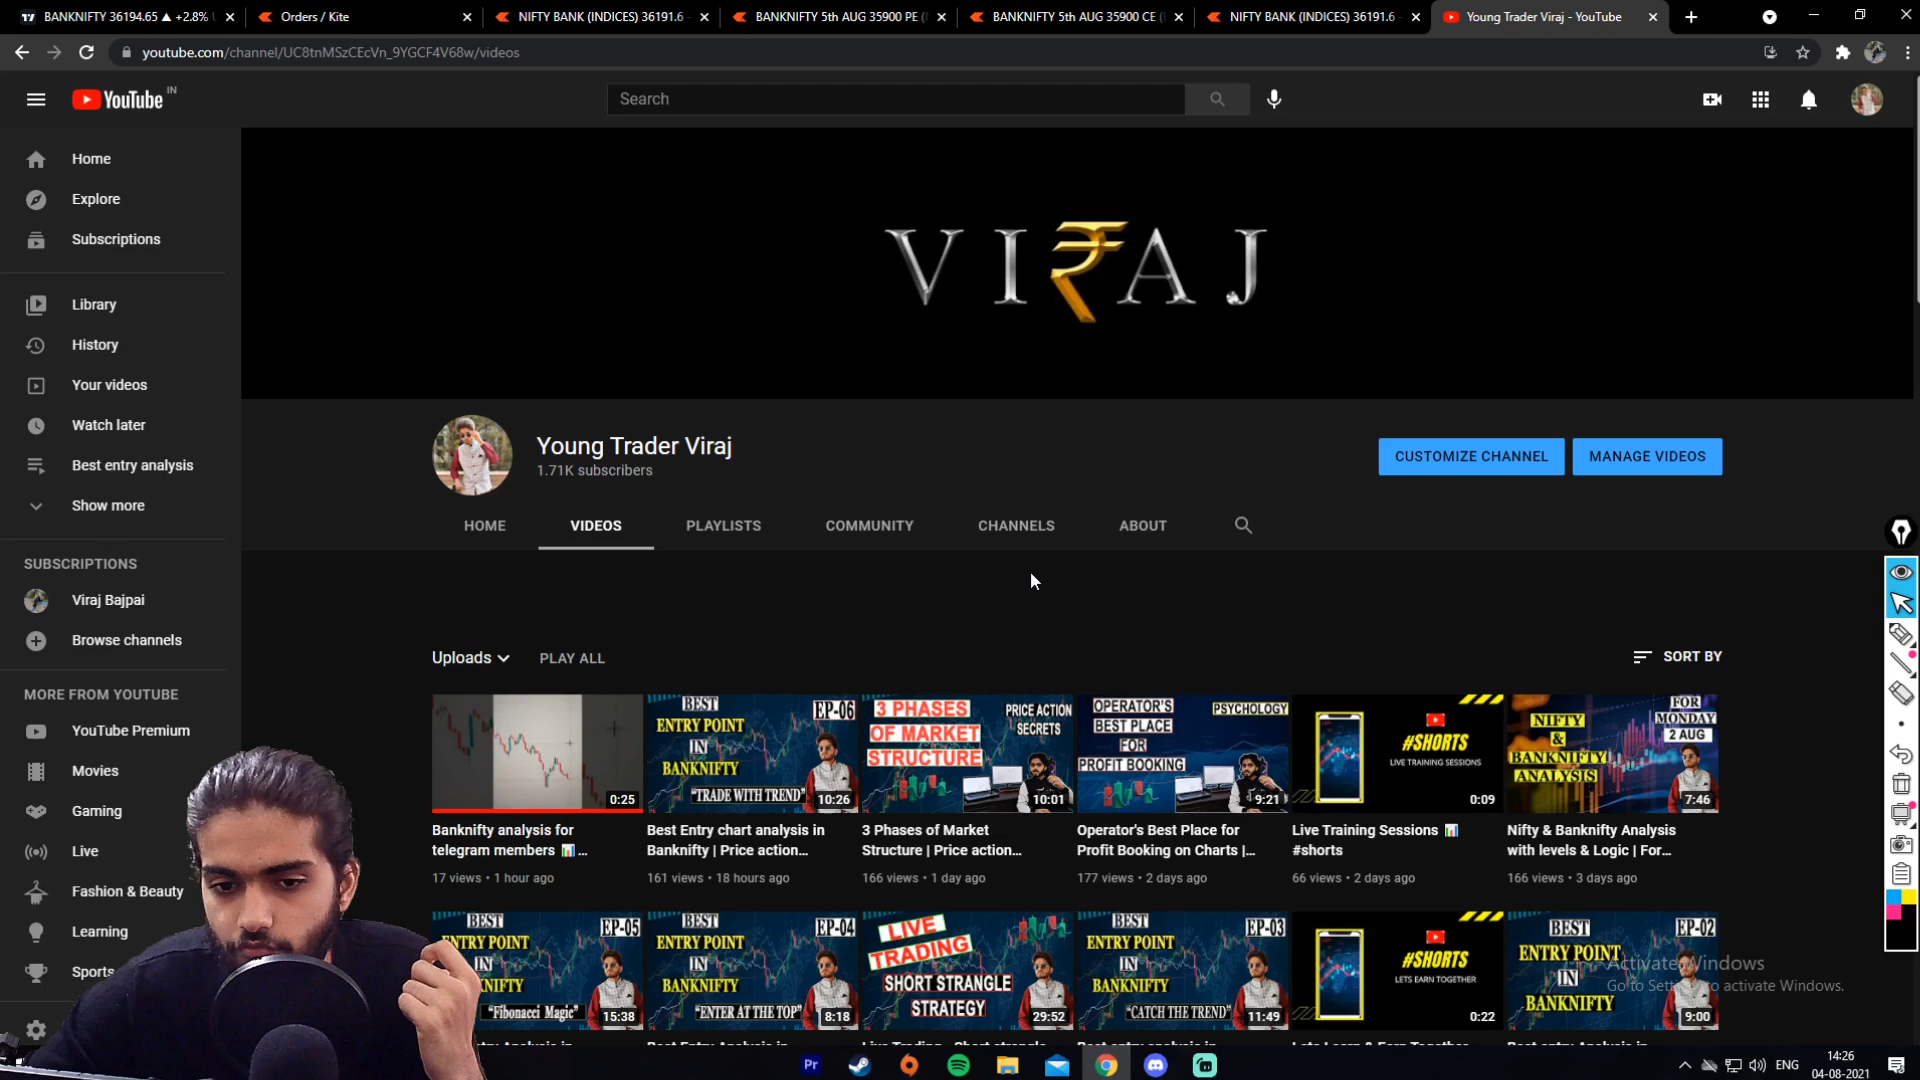 BANKNIFTY 36194.65 ▲ +2.8%
Orders / Kite
NIFTY BANK (INDICES) 36191.6
BANKNIFTY 5th AUG 35900 PE
BANKNIFTY 5th AUG 35900 CE
NIFTY BANK (INDICES) 36191.6
Young Trader Viraj - YouTube
youtube.com/channel/UC8tnMSzCEcVn_9YGCF4V68w/videos
YouTube IN
Search
Home
Explore
Subscriptions
Library
History
Your videos
Watch later
Best entry analysis
Show more
SUBSCRIPTIONS
Viraj Bajpai
Browse channels
MORE FROM YOUTUBE
YouTube Premium
Movies
Gaming
Live
Fashion & Beauty
Learning
Sports
VI₹AJ
Young Trader Viraj
1.71K subscribers
CUSTOMIZE CHANNEL
MANAGE VIDEOS
HOME
VIDEOS
PLAYLISTS
COMMUNITY
CHANNELS
ABOUT
Uploads
PLAY ALL
SORT BY
0:25
Banknifty analysis for
telegram members 📊 ...
17 views • 1 hour ago
BEST
EP-06
ENTRY POINT
IN
BANKNIFTY
"TRADE WITH TREND"
10:26
Best Entry chart analysis in
Banknifty | Price action...
161 views • 18 hours ago
3 PHASES
OF MARKET
STRUCTURE
PRICE ACTION
SECRETS
10:01
3 Phases of Market
Structure | Price action...
166 views • 1 day ago
OPERATOR'S
BEST PLACE
FOR
PROFIT BOOKING
PSYCHOLOGY
9:21
Operator's Best Place for
Profit Booking on Charts |...
177 views • 2 days ago
#SHORTS
LIVE TRAINING SESSIONS
0:09
Live Training Sessions 📊
#shorts
66 views • 2 days ago
NIFTY
&
BANKNIFTY
ANALYSIS
FOR
MONDAY
2 AUG
7:46
Nifty & Banknifty Analysis
with levels & Logic | For...
166 views • 3 days ago
BEST
EP-05
ENTRY POINT
IN
"Fibonacci Magic"
15:38
BEST
EP-04
ENTRY POINT
IN
BANKNIFTY
"ENTER AT THE TOP"
8:18
LIVE
TRADING
SHORT STRANGLE
STRATEGY
29:52
BEST
EP-03
ENTRY POINT
IN
BANKNIFTY
"CATCH THE TREND"
11:49
#SHORTS
LETS EARN TOGETHER
0:22
BEST
EP-02
ENTRY POINT
IN
BANKNIFTY
9:00
Activate Windows
Go to Settings to activate Windows.
Pr
ENG
14:26
04-08-2021